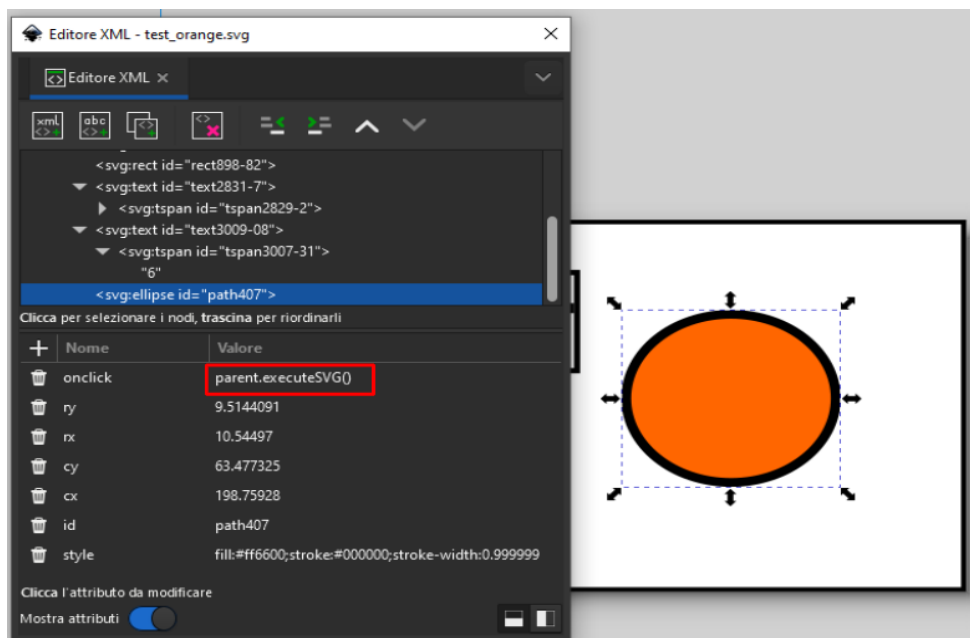 Editore XML - test_orange.svg
Editore XML
xml
abc
<svg:rect id="rect898-82">
<svg:text id="text2831-7">
<svg:tspan id="tspan2829-2">
<svg:text id="text3009-08">
<svg:tspan id="tspan3007-31">
"6"
<svg:ellipse id="path407">
Clicca per selezionare i nodi, trascina per riordinarli
Nome Valore
onclick parent.executeSVG()
ry 9.5144091
rx 10.54497
cy 63.477325
cx 198.75928
id path407
style fill:#ff6600;stroke:#000000;stroke-width:0.999999
Clicca l'attributo da modificare
Mostra attributi